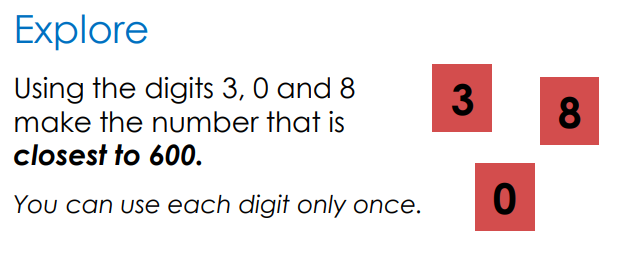 Explore
Using the digits 3, 0 and 8
make the number that is
closest to 600.
You can use each digit only once.
3
8
0